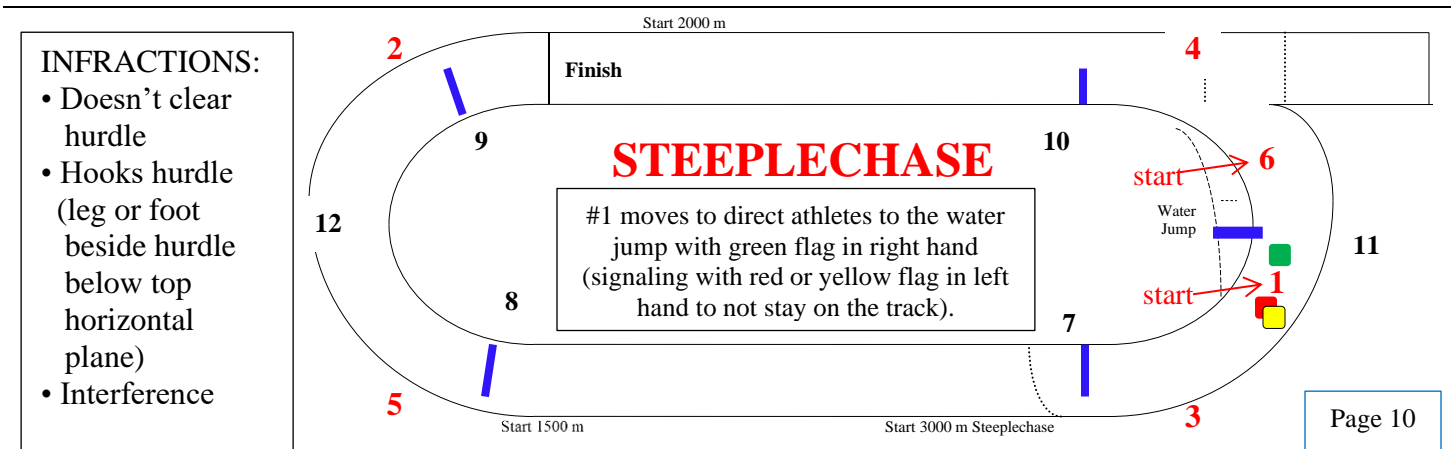 Start 2000 m
INFRACTIONS:
• Doesn’t clear
hurdle
• Hooks hurdle
(leg or foot
beside hurdle
below top
horizontal
plane)
• Interference
2
4
Finish
9
10
STEEPLECHASE
6
start
12
#1 moves to direct athletes to the water
jump with green flag in right hand
(signaling with red or yellow flag in left
hand to not stay on the track).
Water
Jump
11
8
start
1
7
5
3
Start 1500 m
Start 3000 m Steeplechase
Page 10